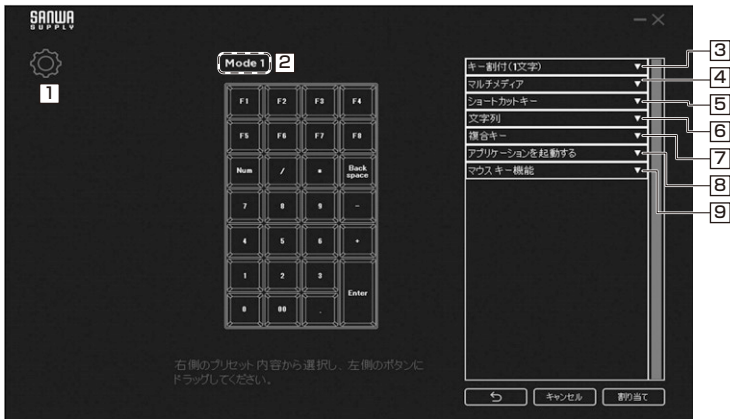 SANWA
SUPPLY
1
Mode 1
2
F1 F2 F3 F4
F5 F6 F7 F8
Num / * Back space
7 8 9 -
4 5 6 +
1 2 3
Enter
0 00 .
右側のプリセット内容から選択し、左側のボタンに
ドラッグしてください。
キー割付(1文字) ▼
マルチメディア ▼
ショートカットキー ▼
文字列 ▼
複合キー ▼
アプリケーションを起動する ▼
マウス キー機能 ▼
3
4
5
6
7
8
9
キャンセル
割り当て